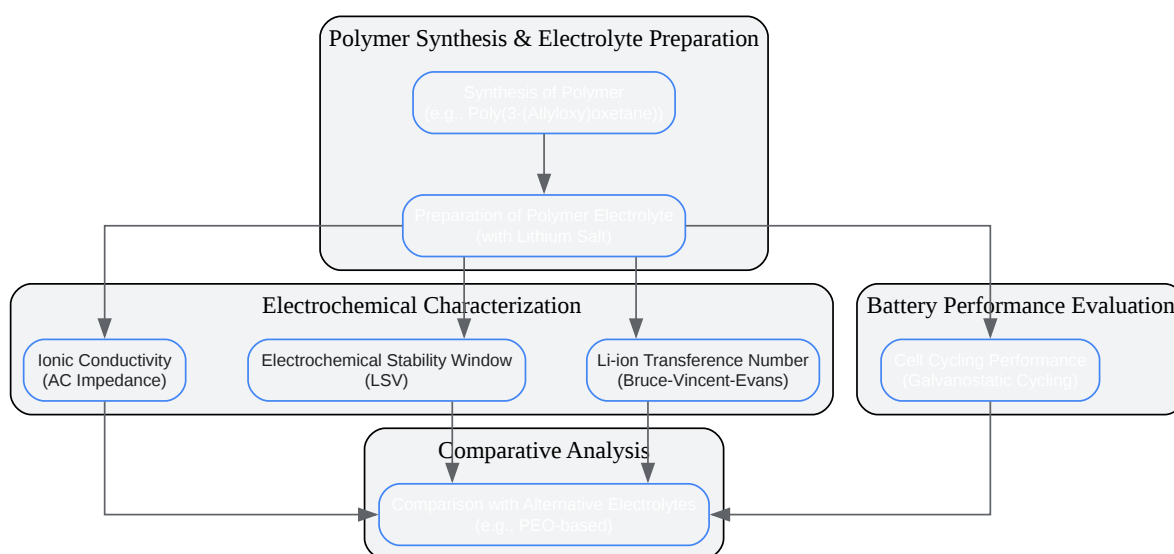 Polymer Synthesis & Electrolyte Preparation
Synthesis of Polymer
(e.g., Poly(3-(Allyloxy)oxetane))
Preparation of Polymer Electrolyte
(with Lithium Salt)
Electrochemical Characterization
Battery Performance Evaluation
Ionic Conductivity
(AC Impedance)
Electrochemical Stability Window
(LSV)
Li-ion Transference Number
(Bruce-Vincent-Evans)
Cell Cycling Performance
(Galvanostatic Cycling)
Comparative Analysis
Comparison with Alternative Electrolytes
(e.g., PEO-based)